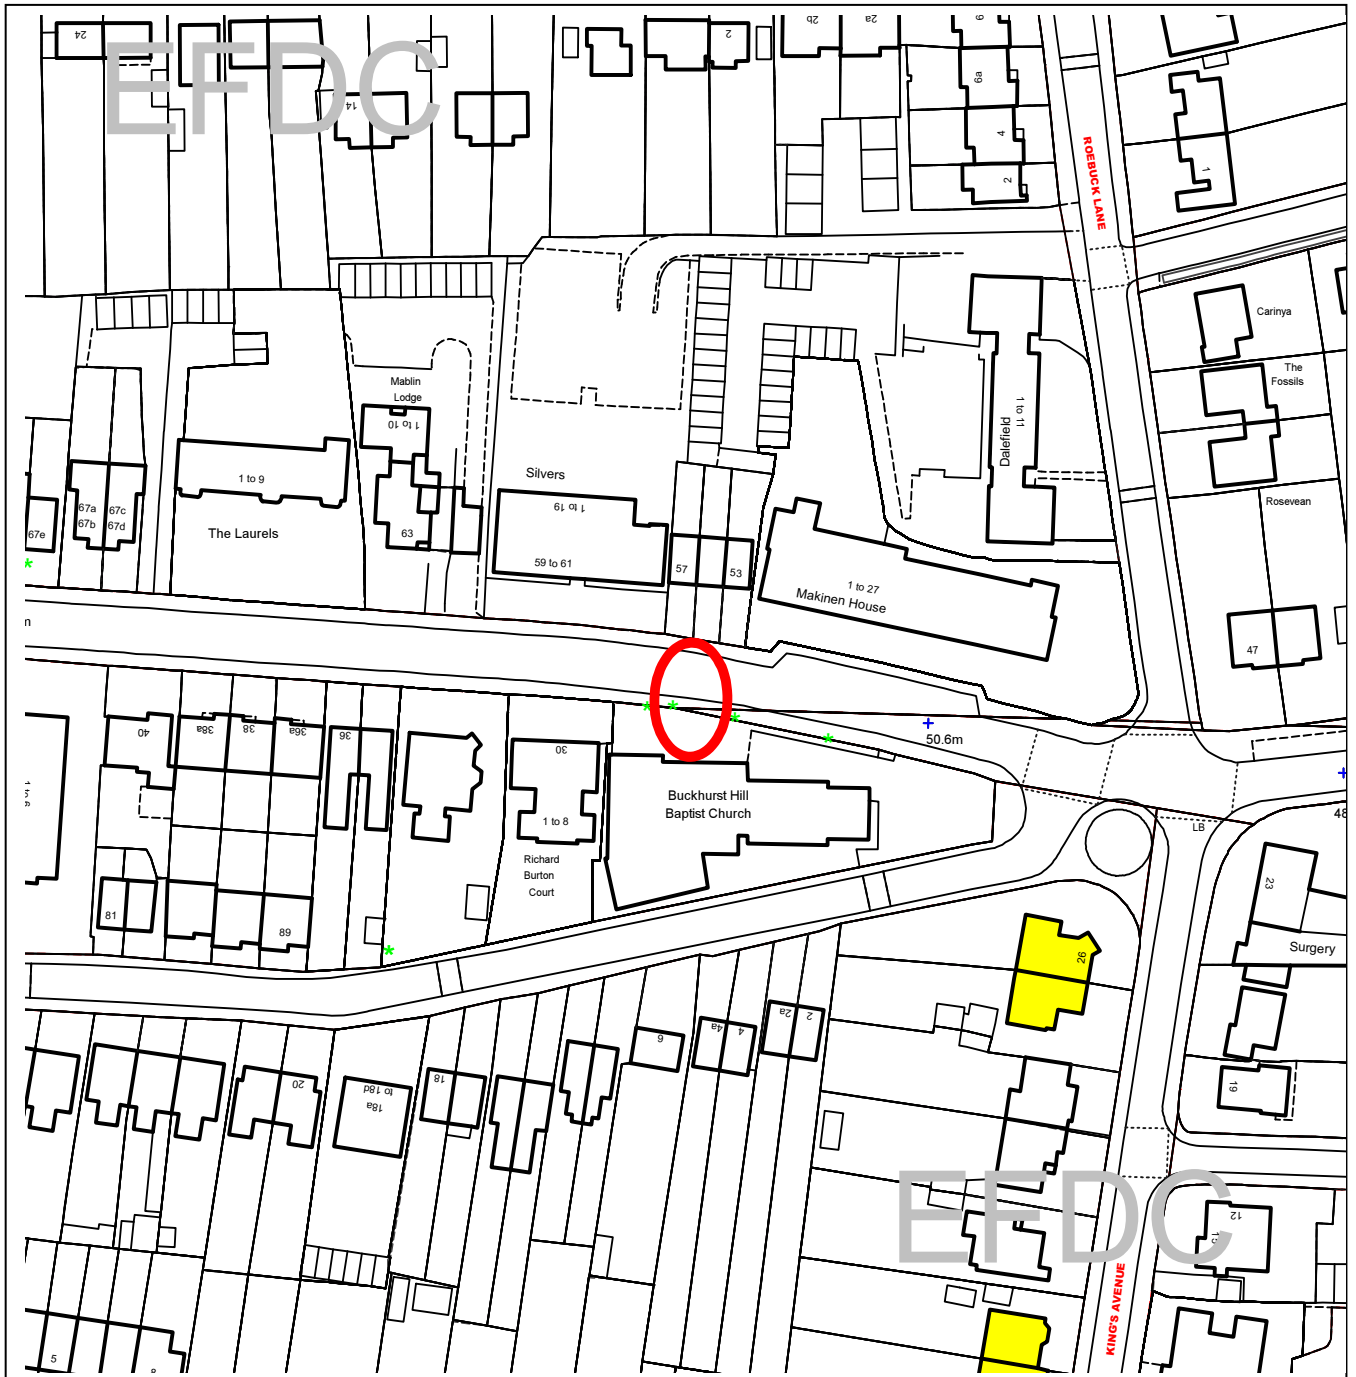 24
EFDC
14
2
2b
2a
6
6a
4
2
ROEBUCK LANE
1
Carinya
The
Fossils
Mablin
Lodge
1 to 10
1 to 11
Dalefield
Silvers
1 to 9
1 to 19
Rosevean
67a
67c
67b
67d
67e
The Laurels
63
59 to 61
57
53
1 to 27
Makinen House
47
m
40
38a
38
36a
36
30
50.6m
Buckhurst Hill
Baptist Church
1 to 8
48
LB
Richard
Burton
Court
23
81
89
26
Surgery
2a
2
4a
4
6
20
18a
to 18d
18
19
EFDC
12
KING'S AVENUE
5